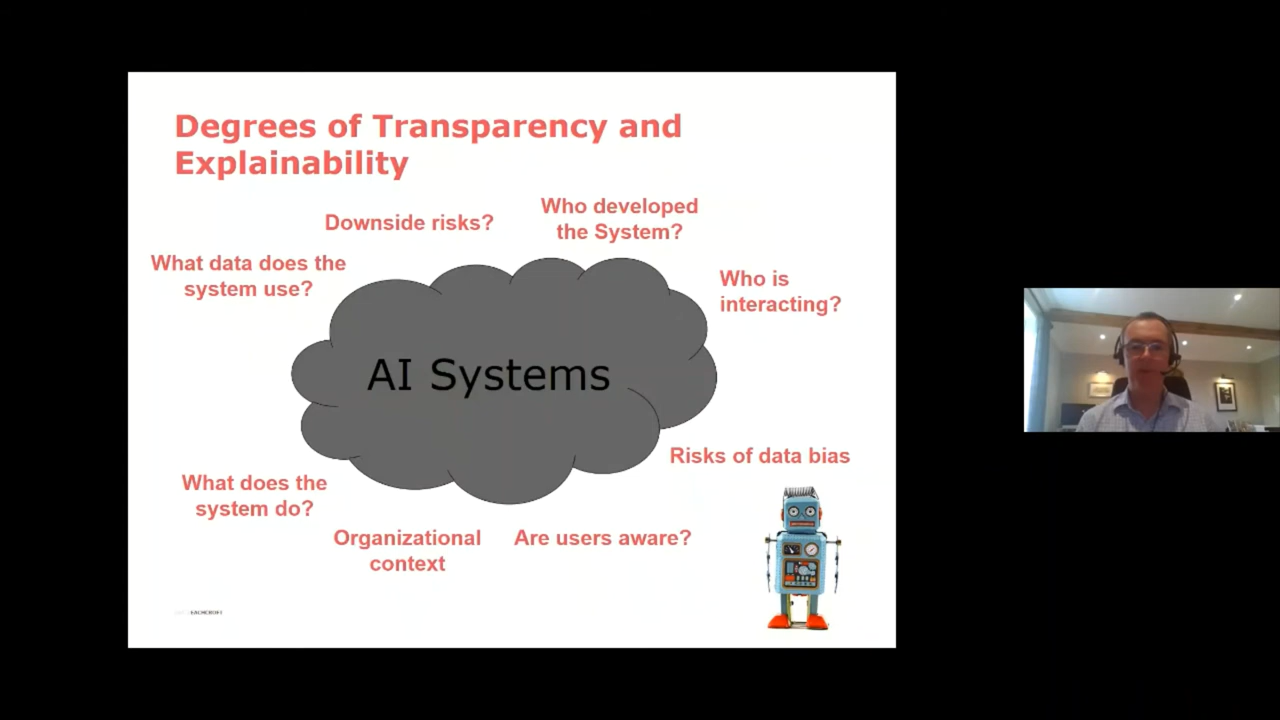 Degrees of Transparency and
Explainability
Downside risks?
Who developed
the System?
What data does the
system use?
Who is
interacting?
AI Systems
Risks of data bias
What does the
system do?
Organizational
context
Are users aware?